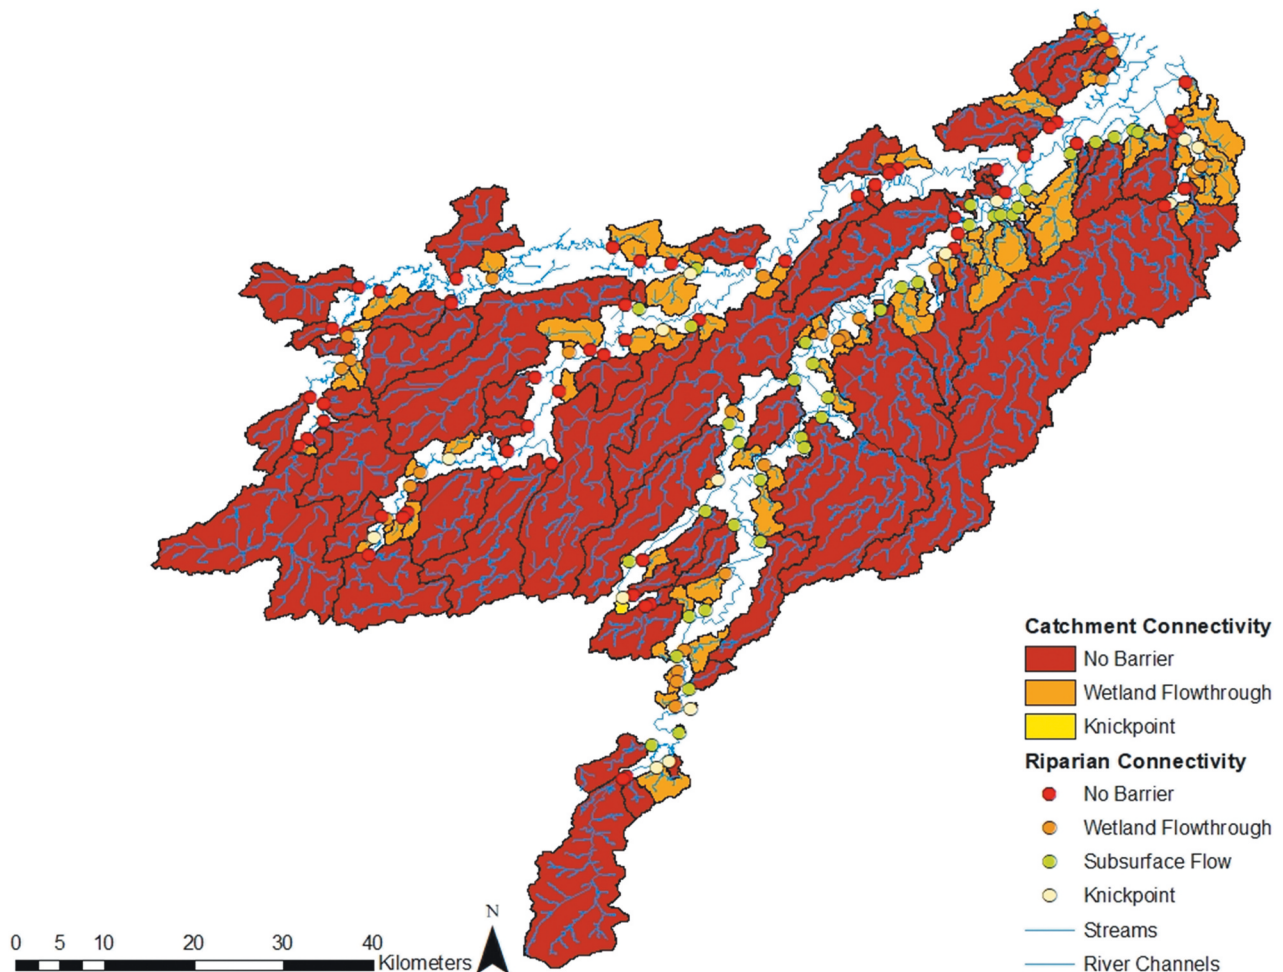 Catchment Connectivity
No Barrier
Wetland Flowthrough
Knickpoint
Riparian Connectivity
No Barrier
Wetland Flowthrough
Subsurface Flow
Knickpoint
Streams
River Channels
N
0 5 10 20 30 40
Kilometers